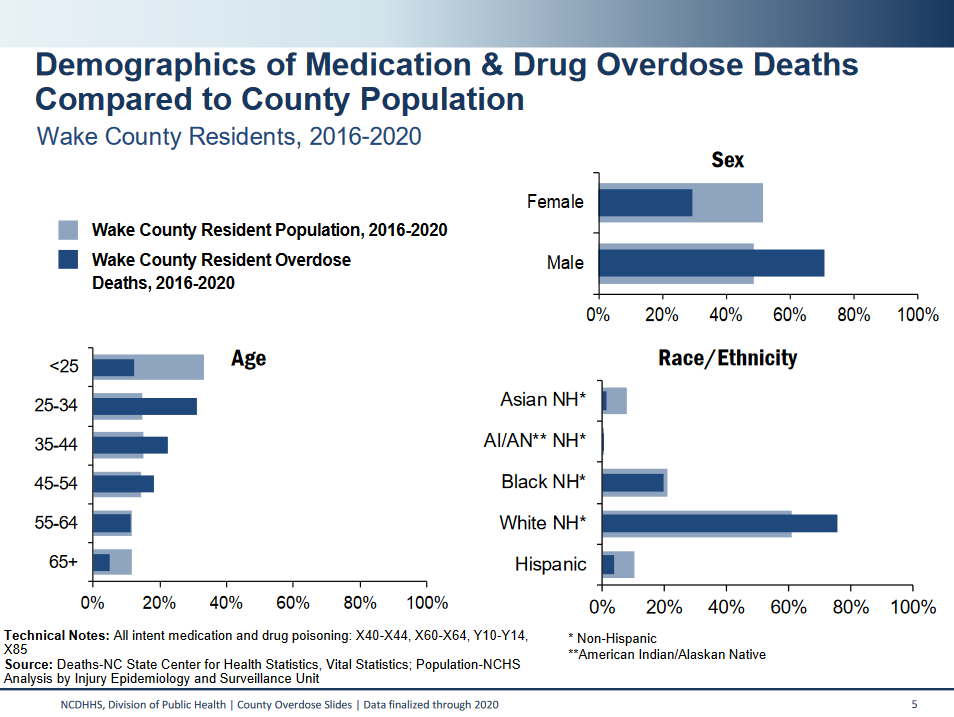 Demographics of Medication & Drug Overdose Deaths
Compared to County Population
Wake County Residents, 2016-2020
Wake County Resident Population, 2016-2020
Wake County Resident Overdose
Deaths, 2016-2020
Sex
Female
Male
0% 20% 40% 60% 80% 100%
Age
<25
25-34
35-44
45-54
55-64
65+
0% 20% 40% 60% 80% 100%
Race/Ethnicity
Asian NH*
AI/AN** NH*
Black NH*
White NH*
Hispanic
0% 20% 40% 60% 80% 100%
Technical Notes: All intent medication and drug poisoning: X40-X44, X60-X64, Y10-Y14,
X85
Source: Deaths-NC State Center for Health Statistics, Vital Statistics; Population-NCHS
Analysis by Injury Epidemiology and Surveillance Unit
* Non-Hispanic
**American Indian/Alaskan Native
NCDHHS, Division of Public Health | County Overdose Slides | Data finalized through 2020
5